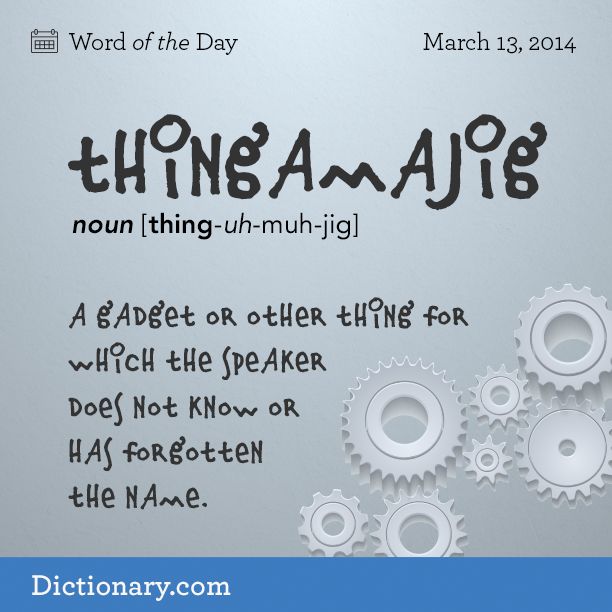 Word of the Day
March 13, 2014
thingamajig
noun [thing-uh-muh-jig]
A gadget or other thing for
which the speaker
does not know or
has forgotten
the name.
Dictionary.com